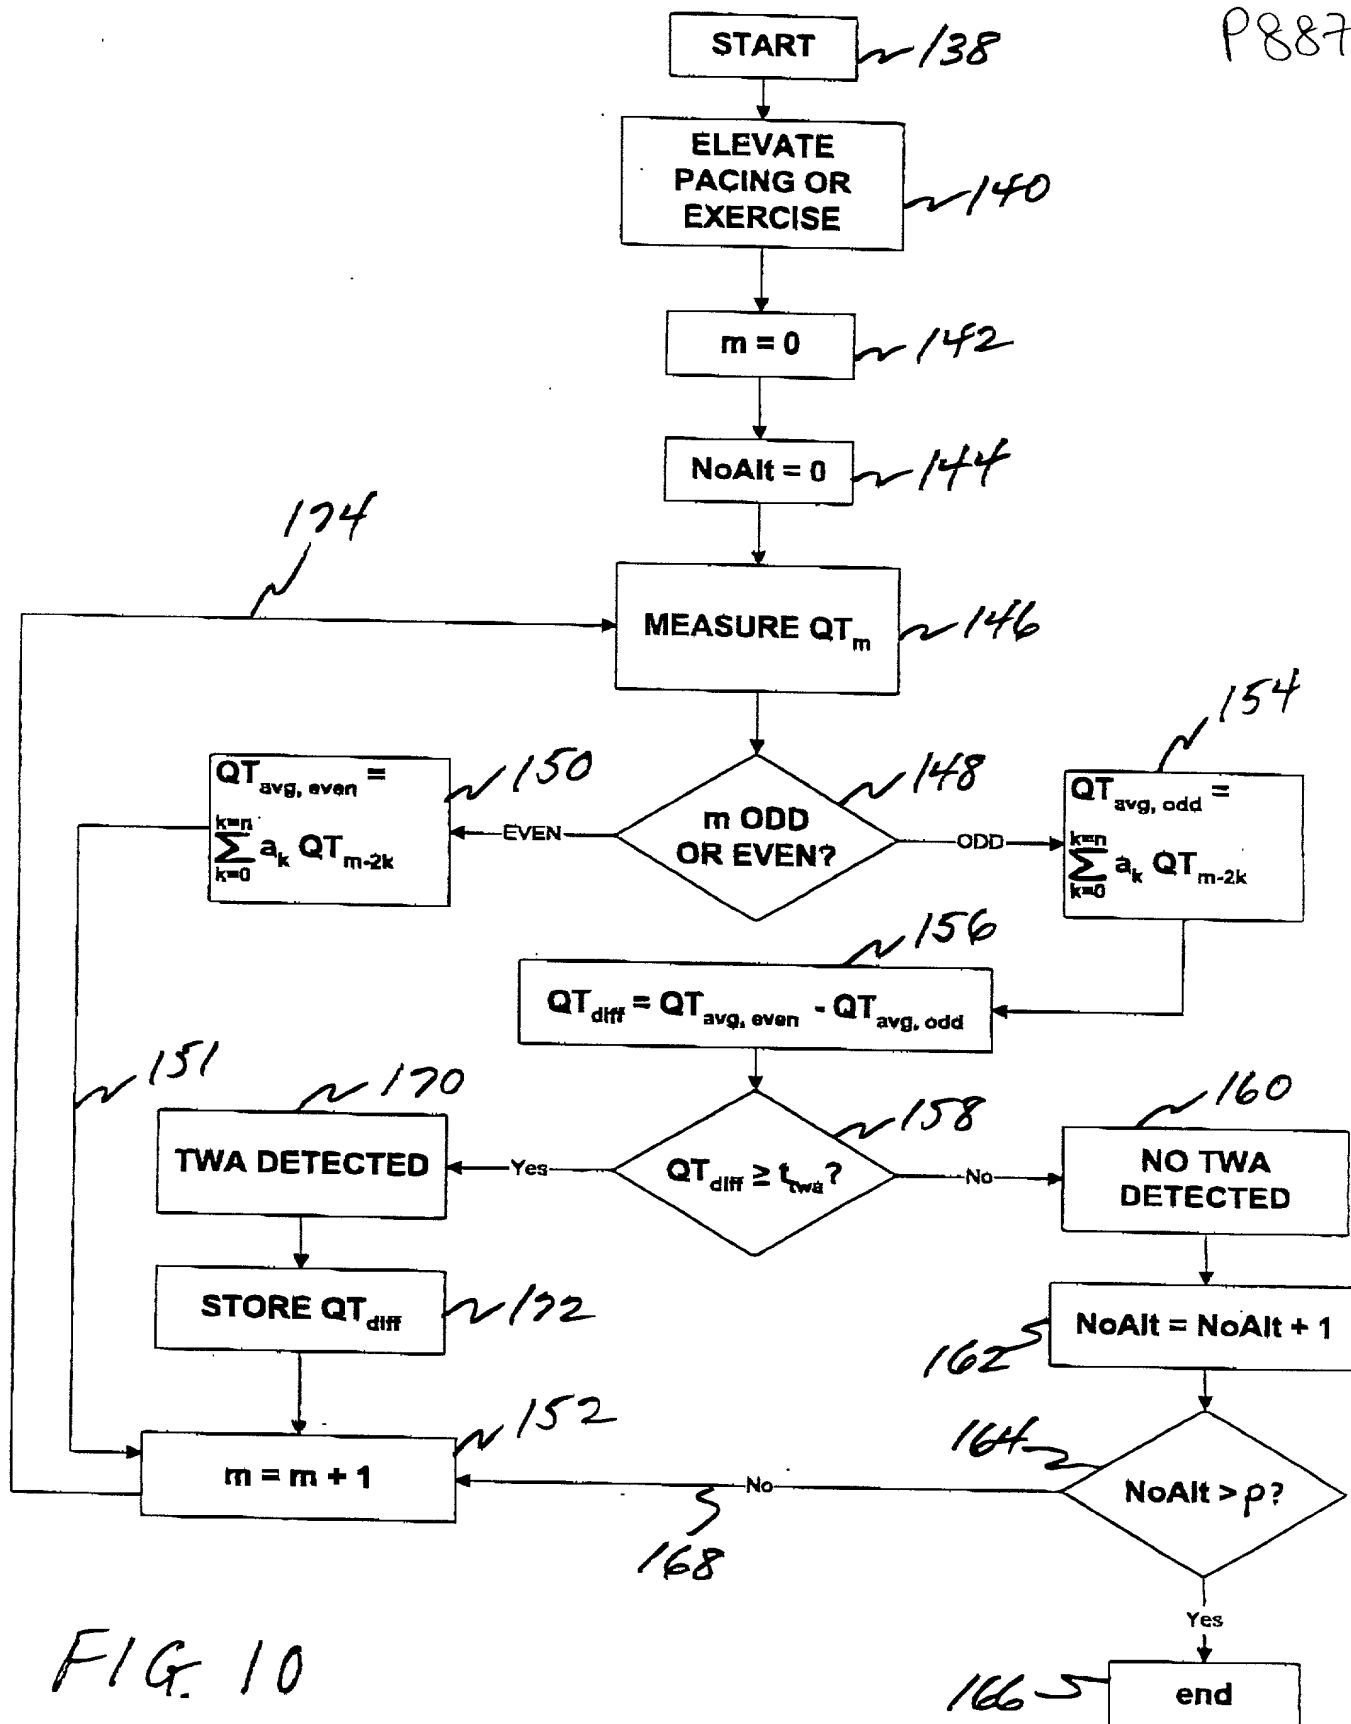 P887
START
138
ELEVATE
PACING OR
EXERCISE
140
m = 0
142
NoAlt = 0
144
174
MEASURE QTm
146
154
QTavg, even =
k=n
∑ ak QTm-2k
k=0
150
EVEN
m ODD
OR EVEN?
148
ODD
QTavg, odd =
k=n
∑ ak QTm-2k
k=0
156
QTdiff = QTavg, even - QTavg, odd
151
170
TWA DETECTED
Yes
QTdiff ≥ ttwa?
158
No
160
NO TWA
DETECTED
STORE QTdiff
172
162
NoAlt = NoAlt + 1
152
m = m + 1
No
168
164
NoAlt > p?
Yes
FIG. 10
166
end